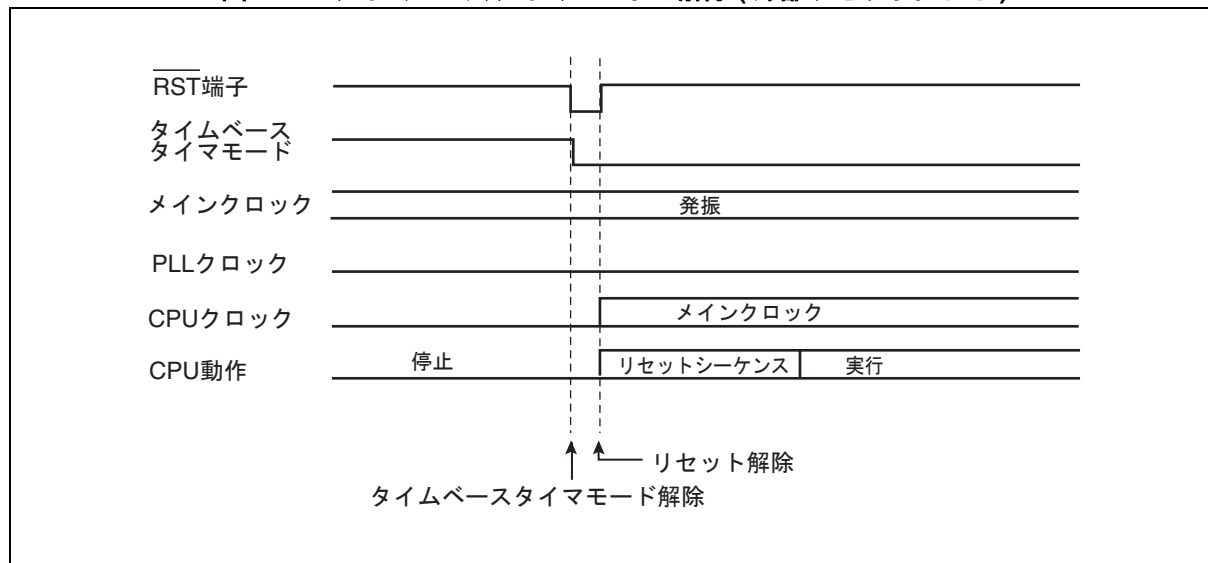 RST端子
タイムベース
タイマモード
メインクロック
発振
PLLクロック
CPUクロック
メインクロック
CPU動作
停止
リセットシーケンス
実行
リセット解除
タイムベースタイマモード解除